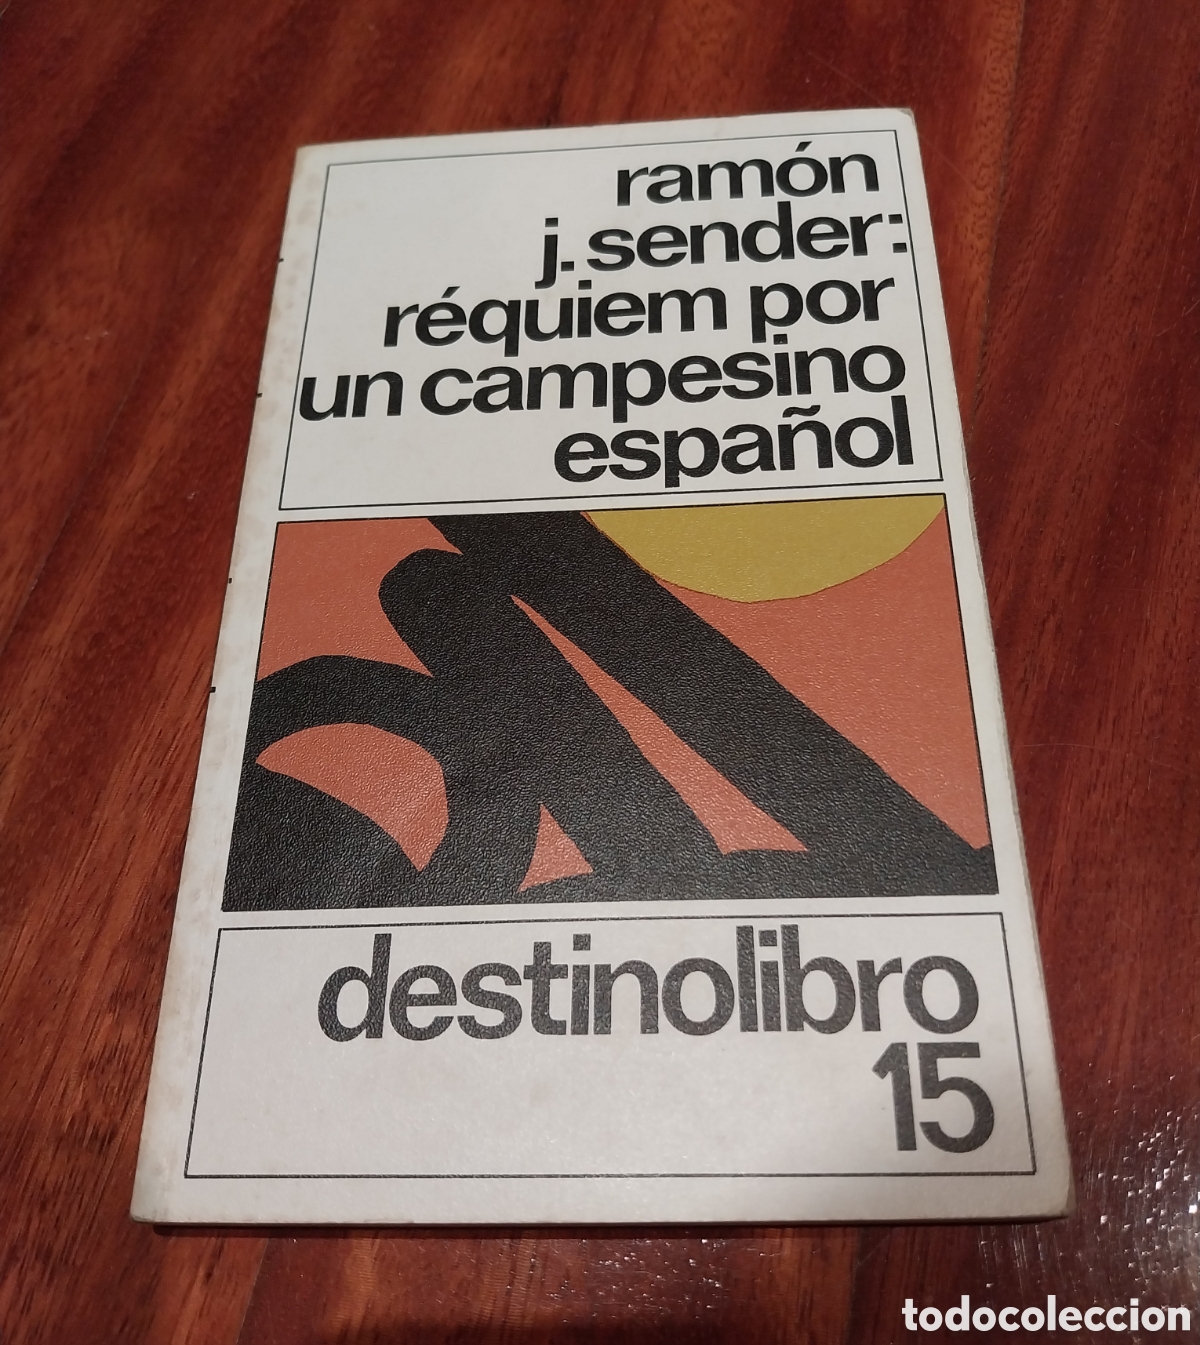 ramón
j. sender:
réquiem por
un campesino
español
destinolibro
15
todocoleccion